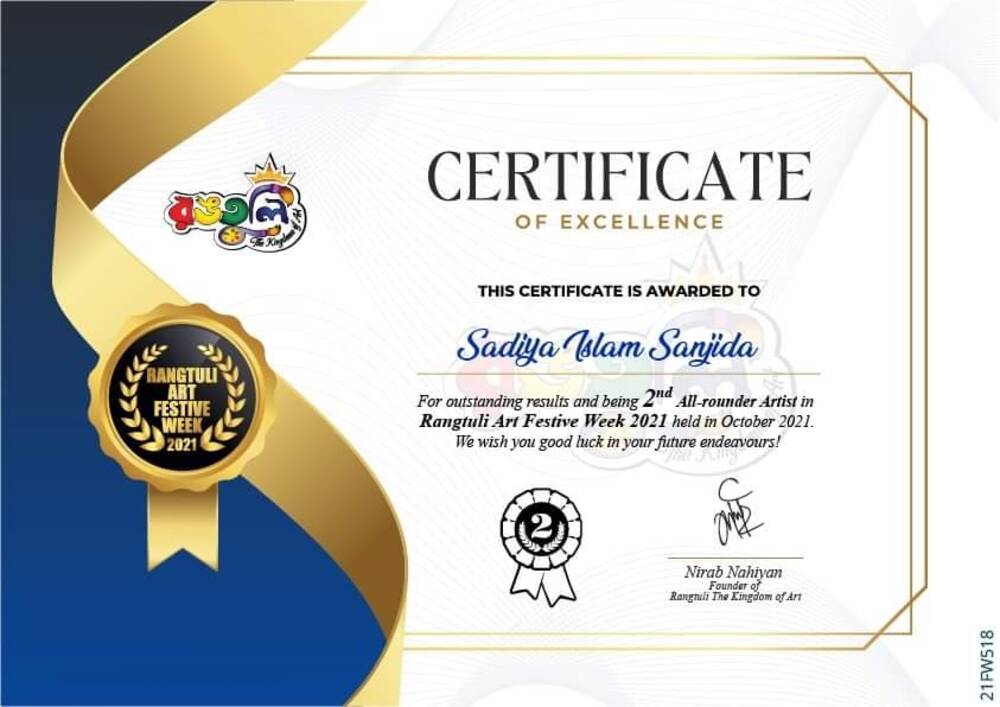 রঙতুলি
The Kingdom of Art
CERTIFICATE
OF EXCELLENCE
THIS CERTIFICATE IS AWARDED TO
Sadiya Islam Sanjida
For outstanding results and being 2nd All-rounder Artist in
Rangtuli Art Festive Week 2021 held in October 2021.
We wish you good luck in your future endeavours!
RANGTULI
ART
FESTIVE
WEEK
2021
2
Nirab Nahiyan
Founder of
Rangtuli The Kingdom of Art
21FW518